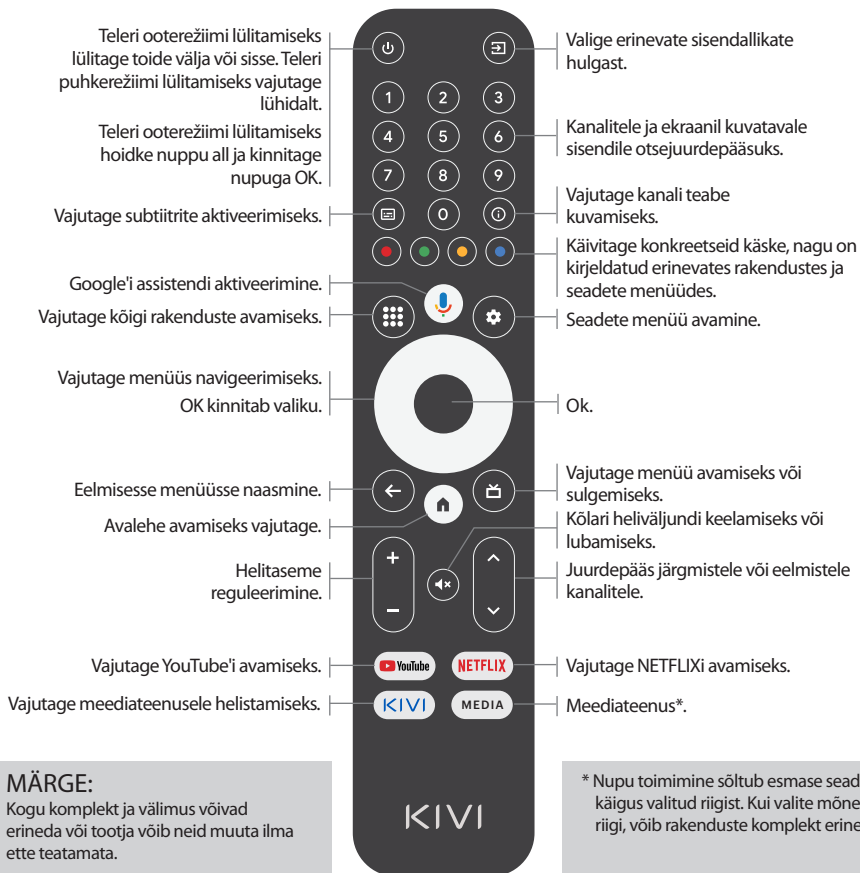 Teleri ooterežiimi lülitamiseks
lülitage toide välja või sisse. Teleri
puhkerežiimi lülitamiseks vajutage
lühidalt.
Teleri ooterežiimi lülitamiseks
hoidke nuppu all ja kinnitage
nupuga OK.
Vajutage subtiitrite aktiveerimiseks.
Google'i assistendi aktiveerimine.
Vajutage kõigi rakenduste avamiseks.
Vajutage menüüs navigeerimiseks.
OK kinnitab valiku.
Eelmisesse menüüsse naasmine.
Avalehe avamiseks vajutage.
Helitaseme
reguleerimine.
Vajutage YouTube'i avamiseks.
Vajutage meediateenusele helistamiseks.
1 2 3
4 5 6
7 8 9
0
YouTube NETFLIX
KIVI MEDIA
KIVI
Valige erinevate sisendallikate
hulgast.
Kanalitele ja ekraanil kuvatavale
sisendile otsejuurdepääsuks.
Vajutage kanali teabe
kuvamiseks.
Käivitage konkreetseid käske, nagu on
kirjeldatud erinevates rakendustes ja
seadete menüüdes.
Seadete menüü avamine.
Ok.
Vajutage menüü avamiseks või
sulgemiseks.
Kõlari heliväljundi keelamiseks või
lubamiseks.
Juurdepääs järgmistele või eelmistele
kanalitele.
Vajutage NETFLIXi avamiseks.
Meediateenus*.
MÄRGE:
Kogu komplekt ja välimus võivad
erineda või tootja võib neid muuta ilma
ette teatamata.
* Nupu toimimine sõltub esmase
käigus valitud riigist. Kui valite
riigi, võib rakenduste komplekt